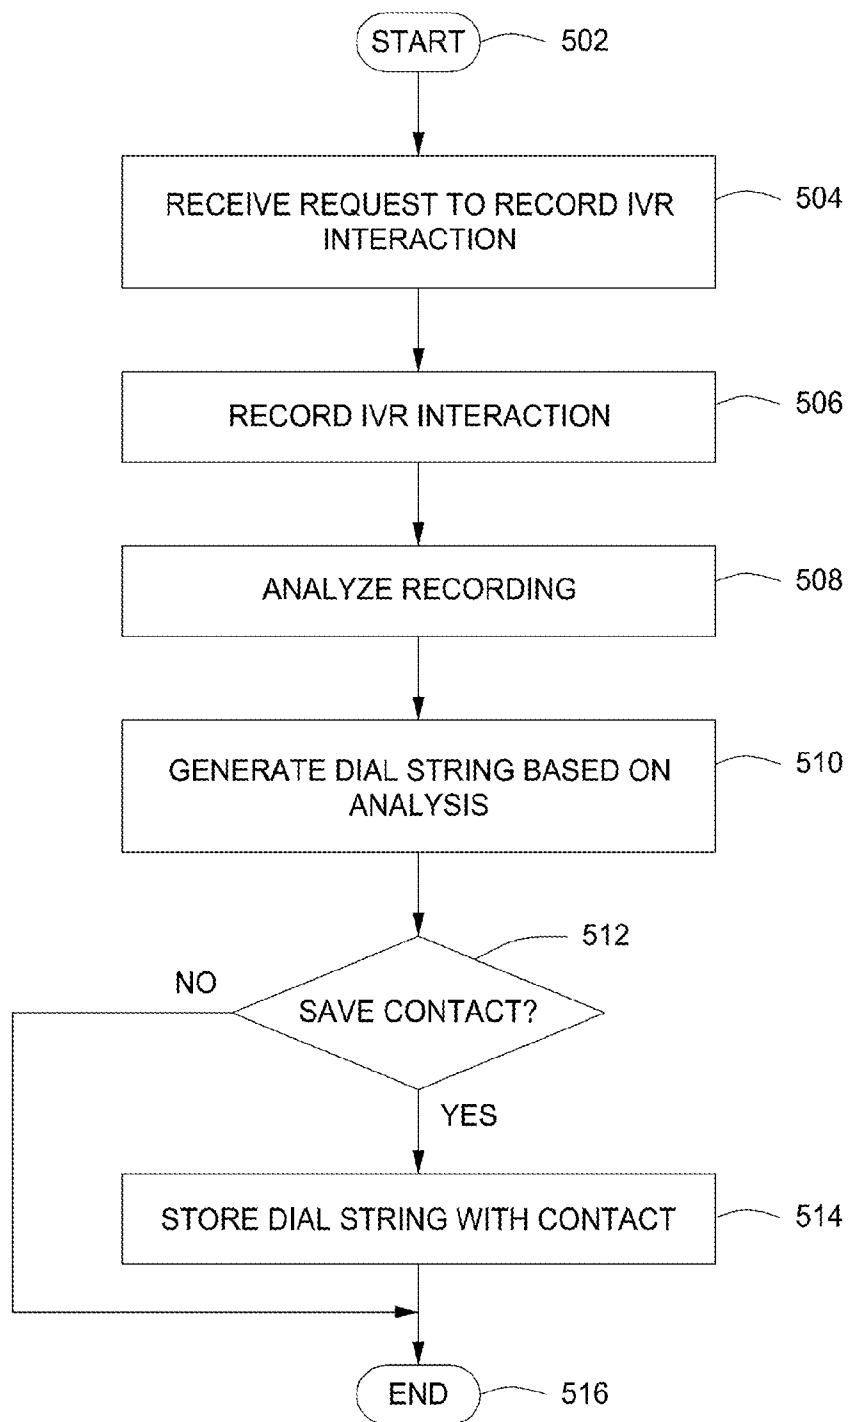 START
502
RECEIVE REQUEST TO RECORD IVR
INTERACTION
504
RECORD IVR INTERACTION
506
ANALYZE RECORDING
508
GENERATE DIAL STRING BASED ON
ANALYSIS
510
512
NO
SAVE CONTACT?
YES
STORE DIAL STRING WITH CONTACT
514
END
516